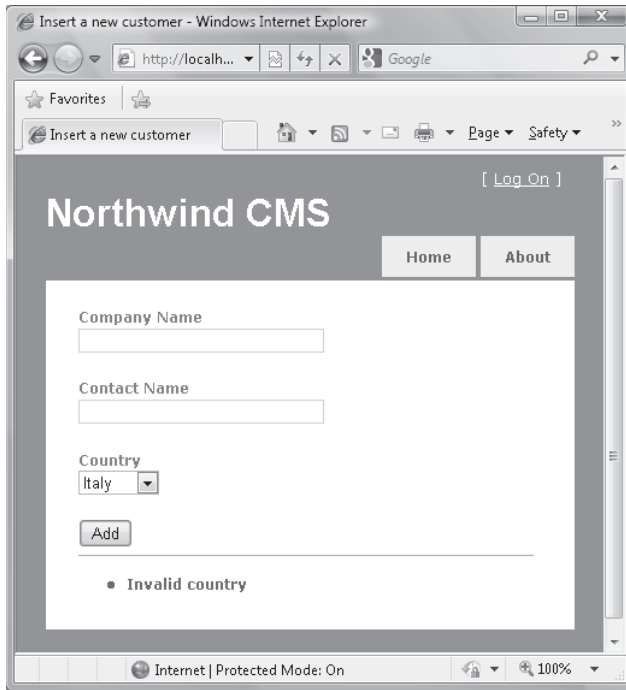 Insert a new customer - Windows Internet Explorer
http://localh...
Google
Favorites
Insert a new customer
Page
Safety
[ Log On ]
Northwind CMS
Home
About
Company Name
Contact Name
Country
Italy
Add
• Invalid country
Internet | Protected Mode: On
100%